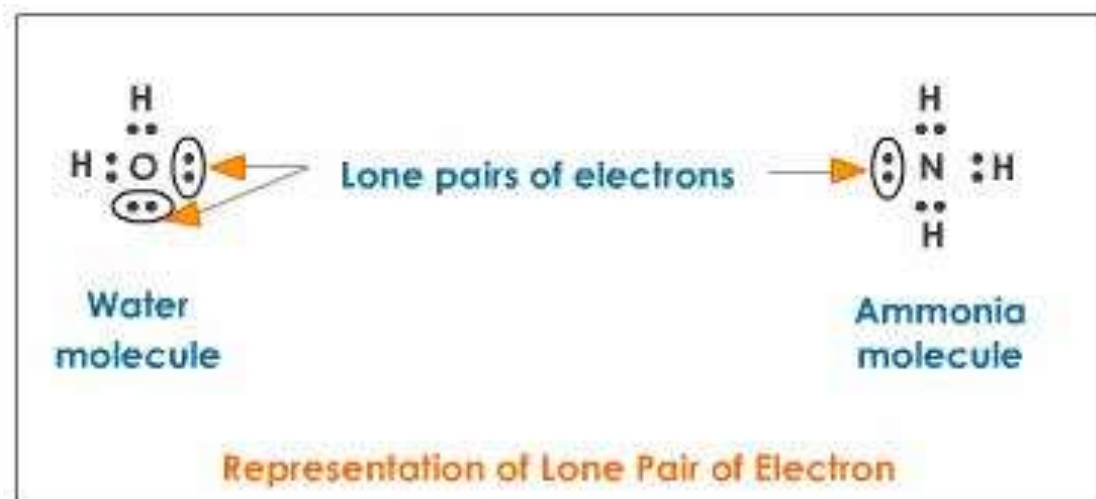 H H
H : O : : N : H
H
Lone pairs of electrons
Water
molecule
Ammonia
molecule
Representation of Lone Pair of Electron